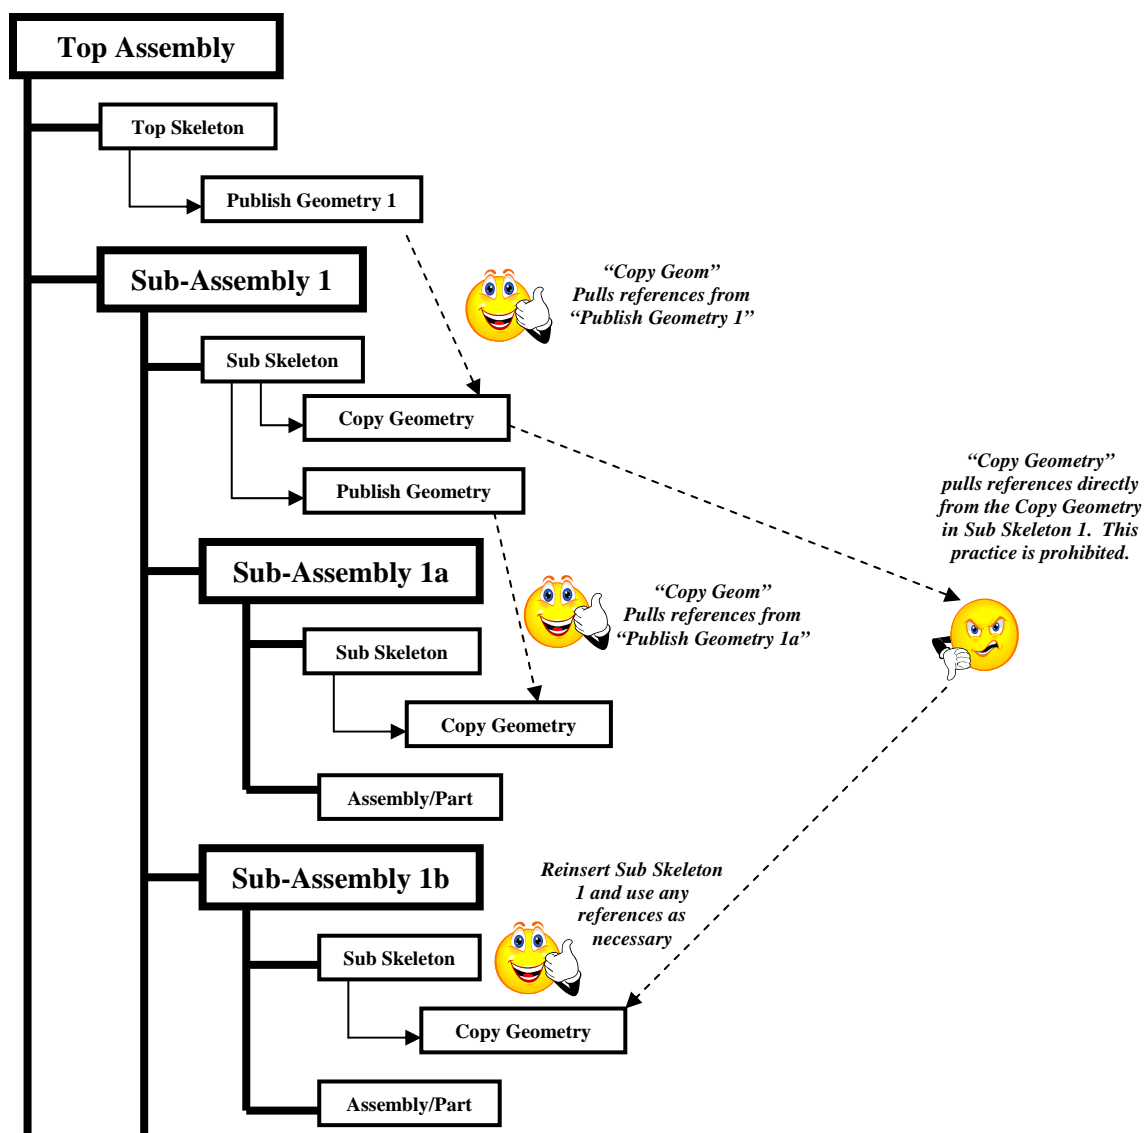 Top Assembly
Top Skeleton
Publish Geometry 1
Sub-Assembly 1
“Copy Geom”
Pulls references from
“Publish Geometry 1”
Sub Skeleton
Copy Geometry
Publish Geometry
“Copy Geometry”
pulls references directly
from the Copy Geometry
in Sub Skeleton 1.  This
practice is prohibited.
Sub-Assembly 1a
“Copy Geom”
Pulls references from
“Publish Geometry 1a”
Sub Skeleton
Copy Geometry
Assembly/Part
Sub-Assembly 1b
Reinsert Sub Skeleton
1 and use any
references as
necessary
Sub Skeleton
Copy Geometry
Assembly/Part